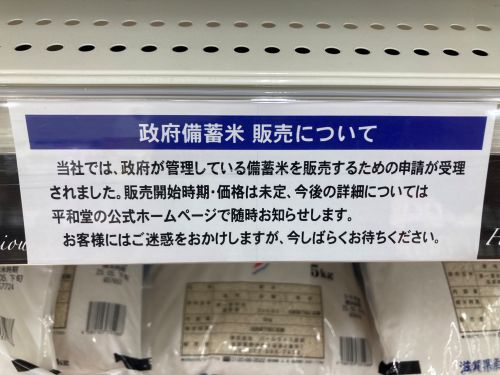 政府備蓄米 販売について
当社では、政府が管理している備蓄米を販売するための申請が受理
されました。販売開始時期・価格は未定、今後の詳細については
平和堂の公式ホームページで随時お知らせします。
お客様にはご迷惑をおかけしますが、今しばらくお待ちください。
5kg
kg
滋賀県